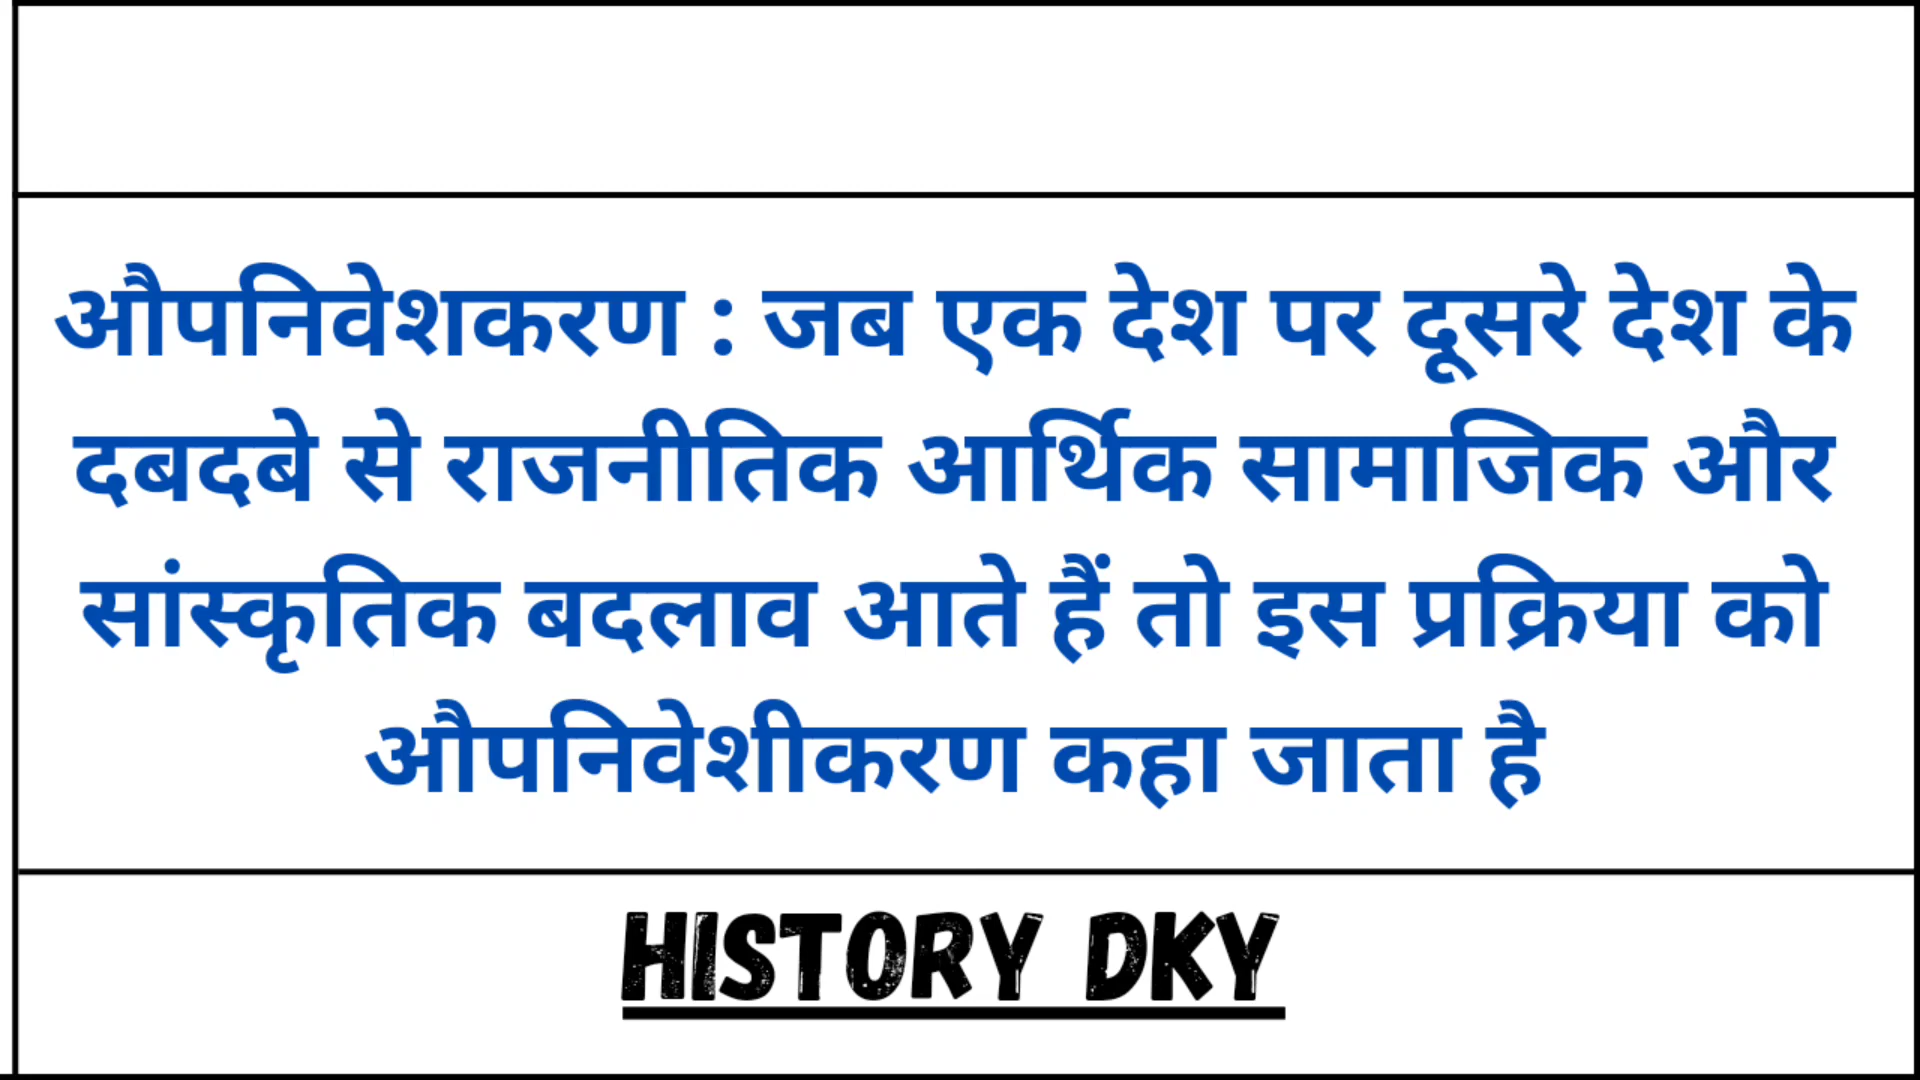 औपनिवेशकरण : जब एक देश पर दूसरे देश के
दबदबे से राजनीतिक आर्थिक सामाजिक और
सांस्कृतिक बदलाव आते हैं तो इस प्रक्रिया को
औपनिवेशीकरण कहा जाता है
HISTORY DKY